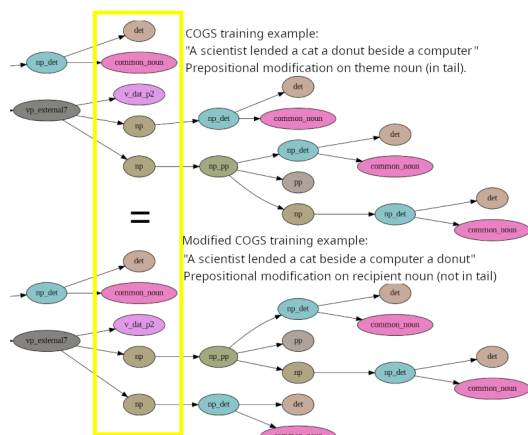 det
COGS training example:
"A scientist lended a cat a donut beside a computer"
np_det
common_noun
Prepositional modification on theme noun (in tail).
v_dat_p2
det
vp_external7
np
np_det
common_noun
det
np_det
np
np_pp
common_noun
pp
det
np
np_det
=
common_noun
Modified COGS training example:
det
"A scientist lended a cat beside a computer a donut"
Prepositional modification on recipient noun (not in tail)
np_det
common_noun
det
np_det
v_dat_p2
common_noun
vp_external7
pp
np
np_pp
det
np
np_det
common_noun
np
np_det
det
common_noun